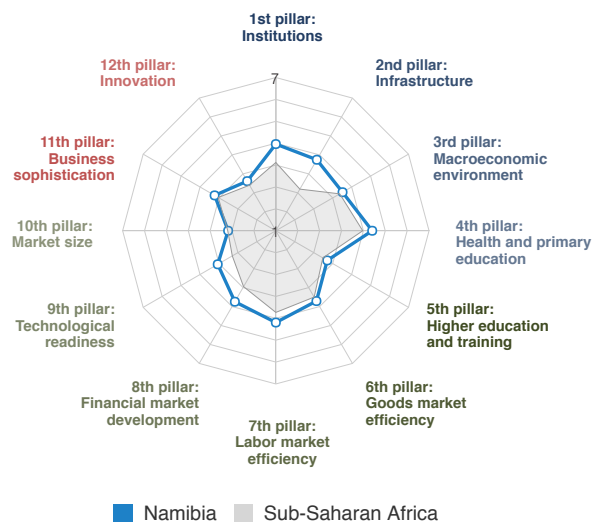 1st pillar:
Institutions
2nd pillar:
Infrastructure
3rd pillar:
Macroeconomic
environment
4th pillar:
Health and primary
education
5th pillar:
Higher education
and training
6th pillar:
Goods market
efficiency
7th pillar:
Labor market
efficiency
8th pillar:
Financial market
development
9th pillar:
Technological
readiness
10th pillar:
Market size
11th pillar:
Business
sophistication
12th pillar:
Innovation
7
1
Namibia
Sub-Saharan Africa